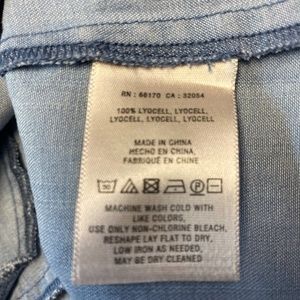 RN : 66170 CA : 32054
100% LYOCELL, LYOCELL,
LYOCELL, LYOCELL, LYOCELL
MADE IN CHINA
HECHO EN CHINA,
FABRIQUÉ EN CHINE
MACHINE WASH COLD WITH
LIKE COLORS,
USE ONLY NON-CHLORINE BLEACH,
RESHAPE LAY FLAT TO DRY,
LOW IRON AS NEEDED,
MAY BE DRY CLEANED